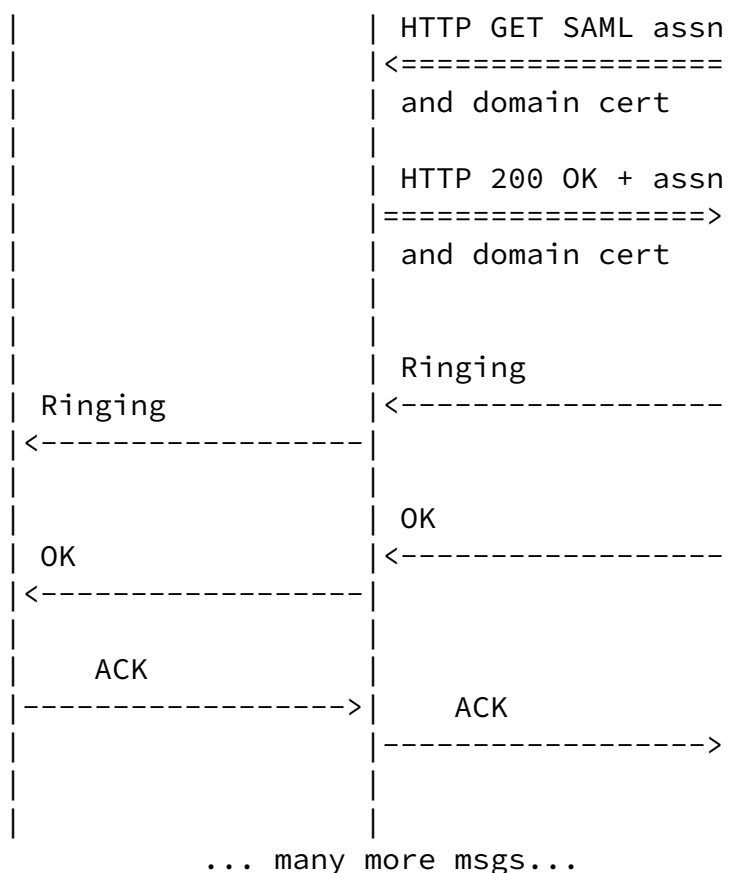 HTTP GET SAML assn
<==================
and domain cert
HTTP 200 OK + assn
==================>
and domain cert
Ringing
Ringing
<------------------
<------------------
OK
OK
<------------------
<------------------
ACK
------------------>
ACK
------------------>
... many more msgs...